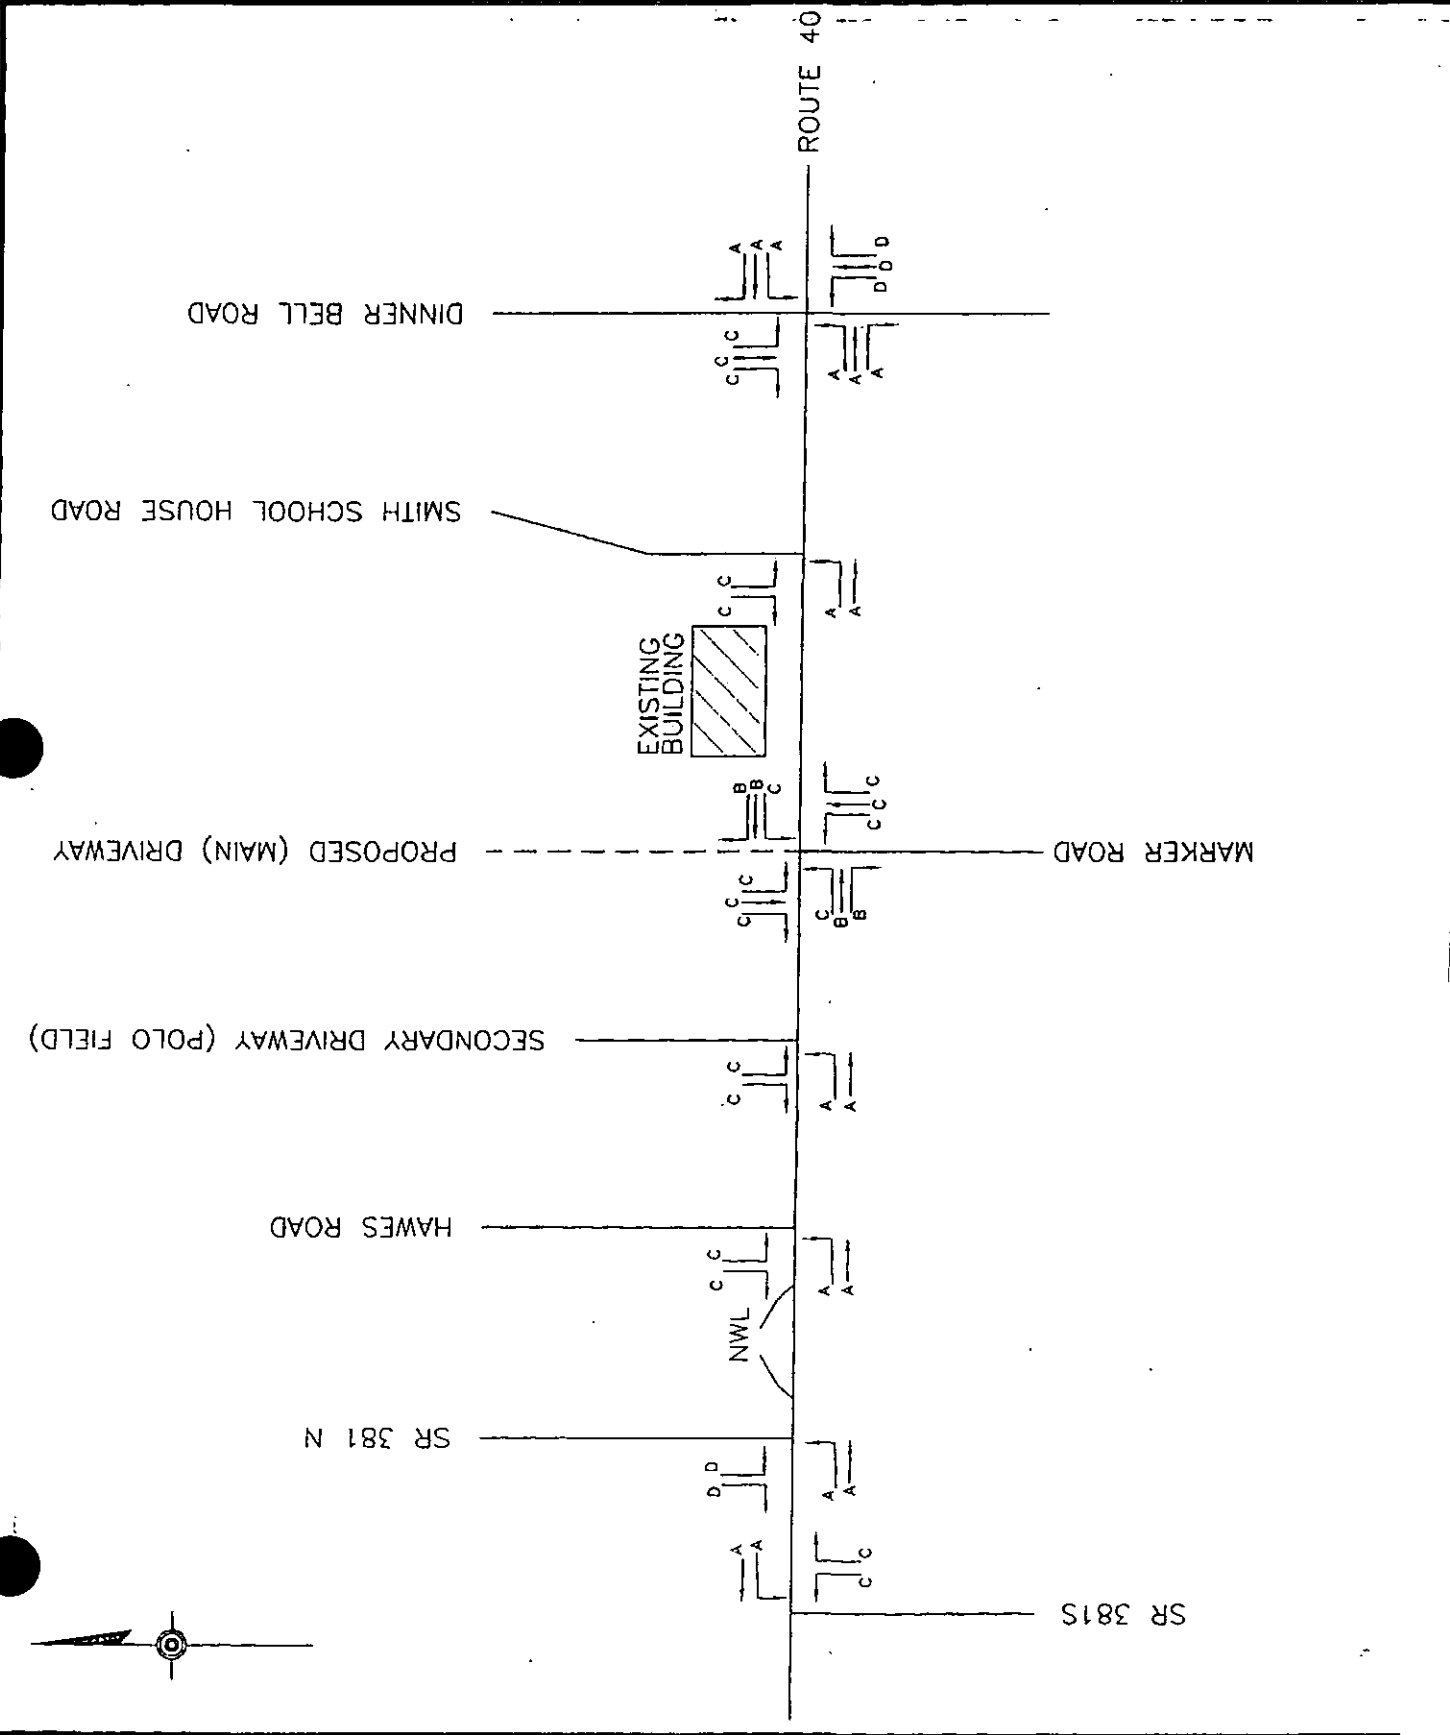 ROUTE 40
A
A
A
DINNER BELL ROAD
C
C
C
D
D
D
A
A
A
SMITH SCHOOL HOUSE ROAD
C
C
A
A
EXISTING
BUILDING
B
B
C
PROPOSED (MAIN) DRIVEWAY
MARKER ROAD
C
C
C
C
C
C
C
B
B
SECONDARY DRIVEWAY (POLO FIELD)
C
C
A
A
HAWES ROAD
C
C
A
A
NWL
SR 381 N
D
D
A
A
A
A
C
C
SR 381S